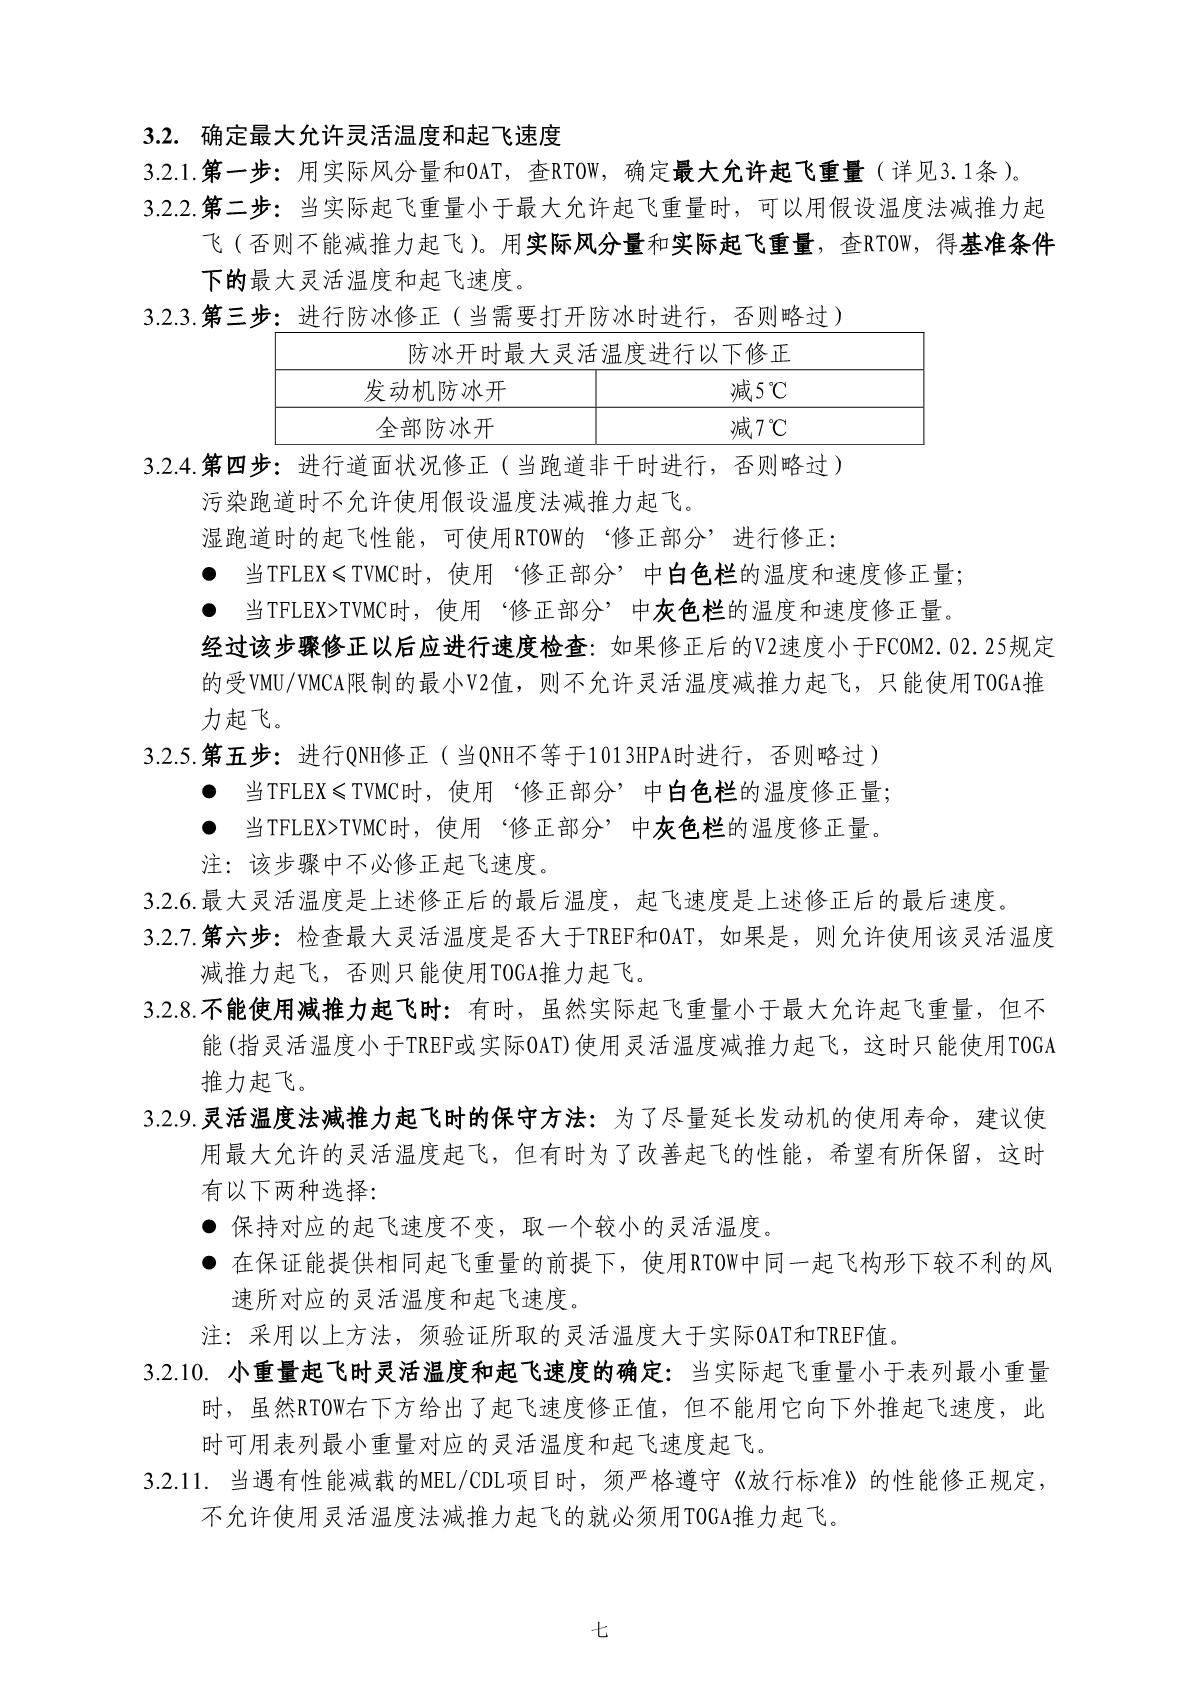 3.2. 确定最大允许灵活温度和起飞速度
3.2.1.第一步：用实际风分量和OAT，查RTOW，确定最大允许起飞重量（详见3.1条）。
3.2.2.第二步：当实际起飞重量小于最大允许起飞重量时，可以用假设温度法减推力起
飞（否则不能减推力起飞）。用实际风分量和实际起飞重量，查RTOW，得基准条件
下的最大灵活温度和起飞速度。
3.2.3.第三步：进行防冰修正（当需要打开防冰时进行，否则略过）
防冰开时最大灵活温度进行以下修正
发动机防冰开 减5℃
全部防冰开 减7℃
3.2.4.第四步：进行道面状况修正（当跑道非干时进行，否则略过）
污染跑道时不允许使用假设温度法减推力起飞。
湿跑道时的起飞性能，可使用RTOW的‘修正部分’进行修正：
● 当TFLEX≤TVMC时，使用‘修正部分’中白色栏的温度和速度修正量；
● 当TFLEX>TVMC时，使用‘修正部分’中灰色栏的温度和速度修正量。
经过该步骤修正以后应进行速度检查：如果修正后的V2速度小于FCOM2.02.25规定
的受VMU/VMCA限制的最小V2值，则不允许灵活温度减推力起飞，只能使用TOGA推
力起飞。
3.2.5.第五步：进行QNH修正（当QNH不等于1013HPA时进行，否则略过）
● 当TFLEX≤TVMC时，使用‘修正部分’中白色栏的温度修正量；
● 当TFLEX>TVMC时，使用‘修正部分’中灰色栏的温度修正量。
注：该步骤中不必修正起飞速度。
3.2.6.最大灵活温度是上述修正后的最后温度，起飞速度是上述修正后的最后速度。
3.2.7.第六步：检查最大灵活温度是否大于TREF和OAT，如果是，则允许使用该灵活温度
减推力起飞，否则只能使用TOGA推力起飞。
3.2.8.不能使用减推力起飞时：有时，虽然实际起飞重量小于最大允许起飞重量，但不
能(指灵活温度小于TREF或实际OAT)使用灵活温度减推力起飞，这时只能使用TOGA
推力起飞。
3.2.9.灵活温度法减推力起飞时的保守方法：为了尽量延长发动机的使用寿命，建议使
用最大允许的灵活温度起飞，但有时为了改善起飞的性能，希望有所保留，这时
有以下两种选择：
● 保持对应的起飞速度不变，取一个较小的灵活温度。
● 在保证能提供相同起飞重量的前提下，使用RTOW中同一起飞构形下较不利的风
速所对应的灵活温度和起飞速度。
注：采用以上方法，须验证所取的灵活温度大于实际OAT和TREF值。
3.2.10. 小重量起飞时灵活温度和起飞速度的确定：当实际起飞重量小于表列最小重量
时，虽然RTOW右下方给出了起飞速度修正值，但不能用它向下外推起飞速度，此
时可用表列最小重量对应的灵活温度和起飞速度起飞。
3.2.11. 当遇有性能减载的MEL/CDL项目时，须严格遵守《放行标准》的性能修正规定，
不允许使用灵活温度法减推力起飞的就必须用TOGA推力起飞。
七